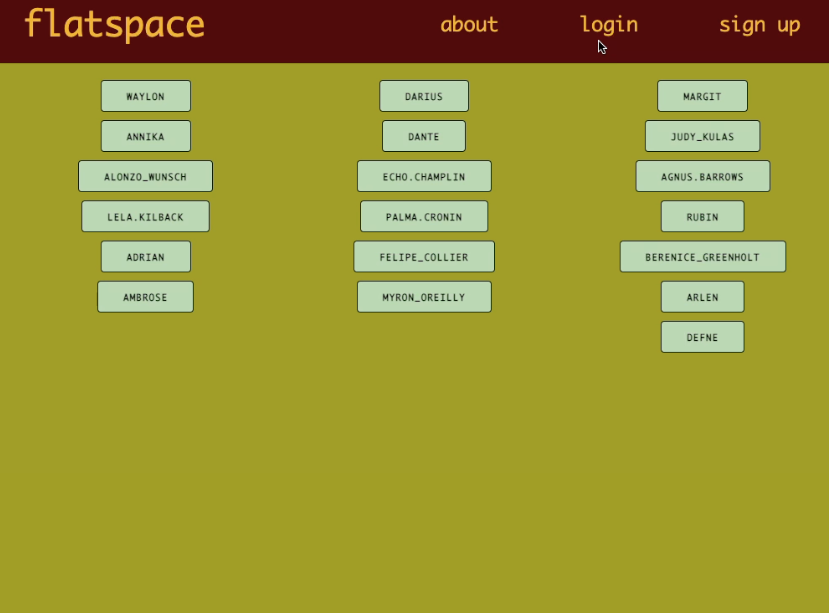 flatspace about login sign up
WAYLON DARIUS MARGIT
ANNIKA DANTE JUDY_KULAS
ALONZO_WUNSCH ECHO.CHAMPLIN AGNUS.BARROWS
LELA.KILBACK PALMA.CRONIN RUBIN
ADRIAN FELIPE_COLLIER BERENICE_GREENHOLT
AMBROSE MYRON_OREILLY ARLEN
DEFNE